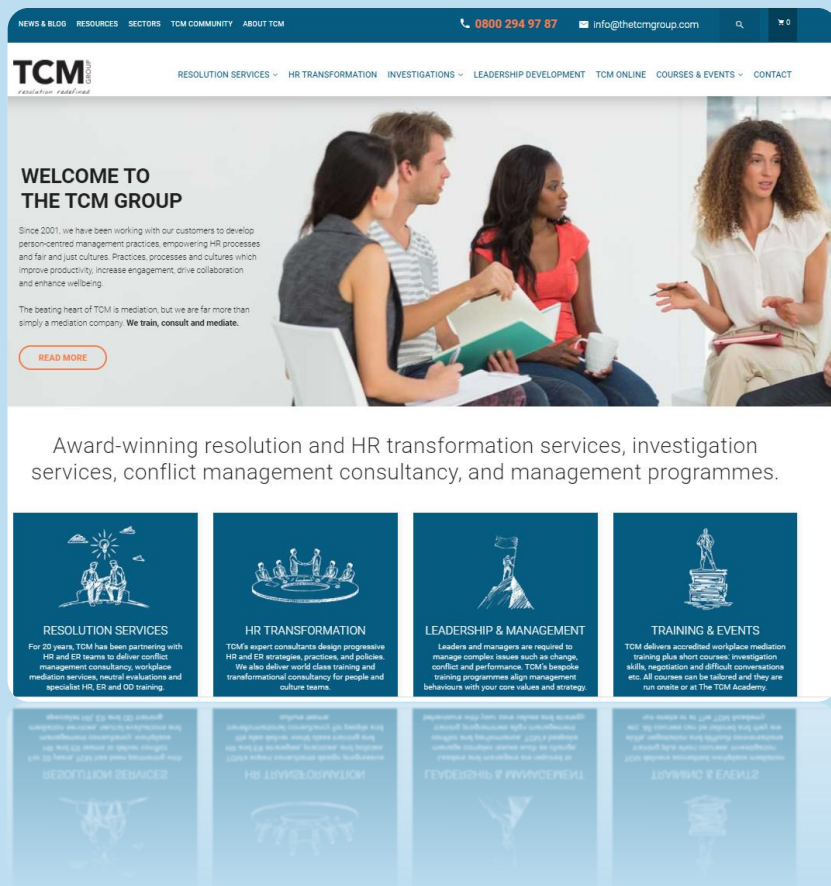 NEWS & BLOG RESOURCES SECTORS TCM COMMUNITY ABOUT TCM
0800 294 97 87 info@thetcmgroup.com 0
TCM GROUP
resolution redefined
RESOLUTION SERVICES HR TRANSFORMATION INVESTIGATIONS LEADERSHIP DEVELOPMENT TCM ONLINE COURSES & EVENTS CONTACT
WELCOME TO
THE TCM GROUP
Since 2001, we have been working with our customers to develop
person-centred management practices, empowering HR processes
and fair and just cultures. Practices, processes and cultures which
improve productivity, increase engagement, drive collaboration
and enhance wellbeing.
The beating heart of TCM is mediation, but we are far more than
simply a mediation company. We train, consult and mediate.
READ MORE
Award-winning resolution and HR transformation services, investigation
services, conflict management consultancy, and management programmes.
RESOLUTION SERVICES
For 20 years, TCM has been partnering with
HR and ER teams to deliver conflict
management consultancy, workplace
mediation services, neutral evaluations and
specialist HR, ER and OD training.
HR TRANSFORMATION
TCM's expert consultants design progressive
HR and ER strategies, practices, and policies.
We also deliver world class training and
transformational consultancy for people and
culture teams.
LEADERSHIP & MANAGEMENT
Leaders and managers are required to
manage complex issues such as change,
conflict and performance. TCM's bespoke
training programmes align management
behaviours with your core values and strategy.
TRAINING & EVENTS
TCM delivers accredited workplace mediation
training plus short courses: investigation
skills, negotiation and difficult conversations
etc. All courses can be tailored and they are
run onsite or at The TCM Academy.